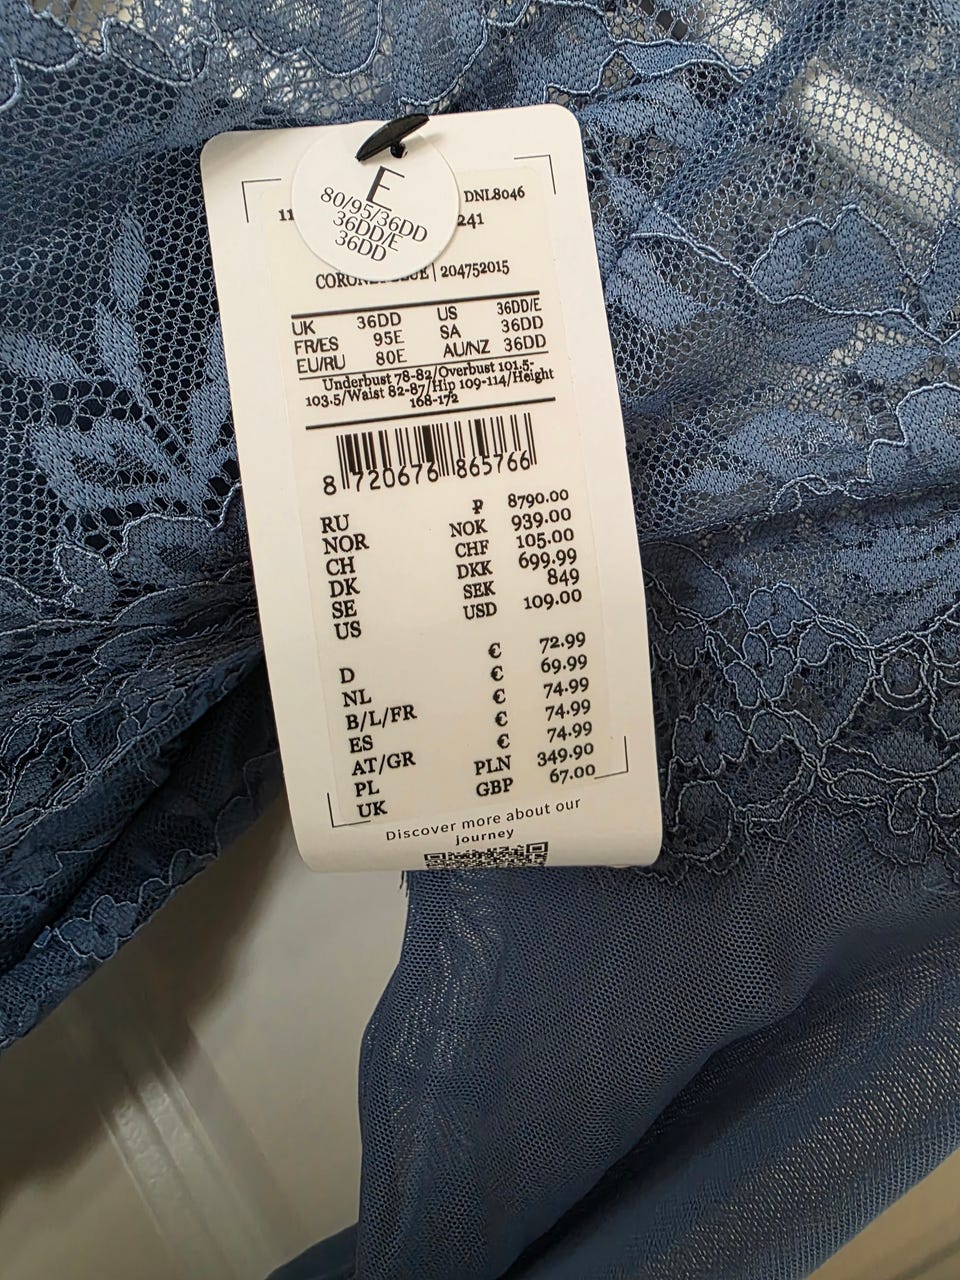 E
80/95/36DD
36DD/E
36DD
DNL8046
11
241
204752015
UK 36DD US 36DD/E
FR/ES 95E SA 36DD
EU/RU 80E AU/NZ 36DD
Underbust 78-82/Overbust 101.5-
103.5/Waist 82-87/Hip 109-114/Height
168-172
8 720676 865766
RU ₽ 8790.00
NOR NOK 939.00
CH CHF 105.00
DK DKK 699.99
SE SEK 849
US USD 109.00
D € 72.99
NL € 69.99
B/L/FR € 74.99
ES € 74.99
AT/GR € 74.99
PL PLN 349.90
UK GBP 67.00
Discover more about our
journey